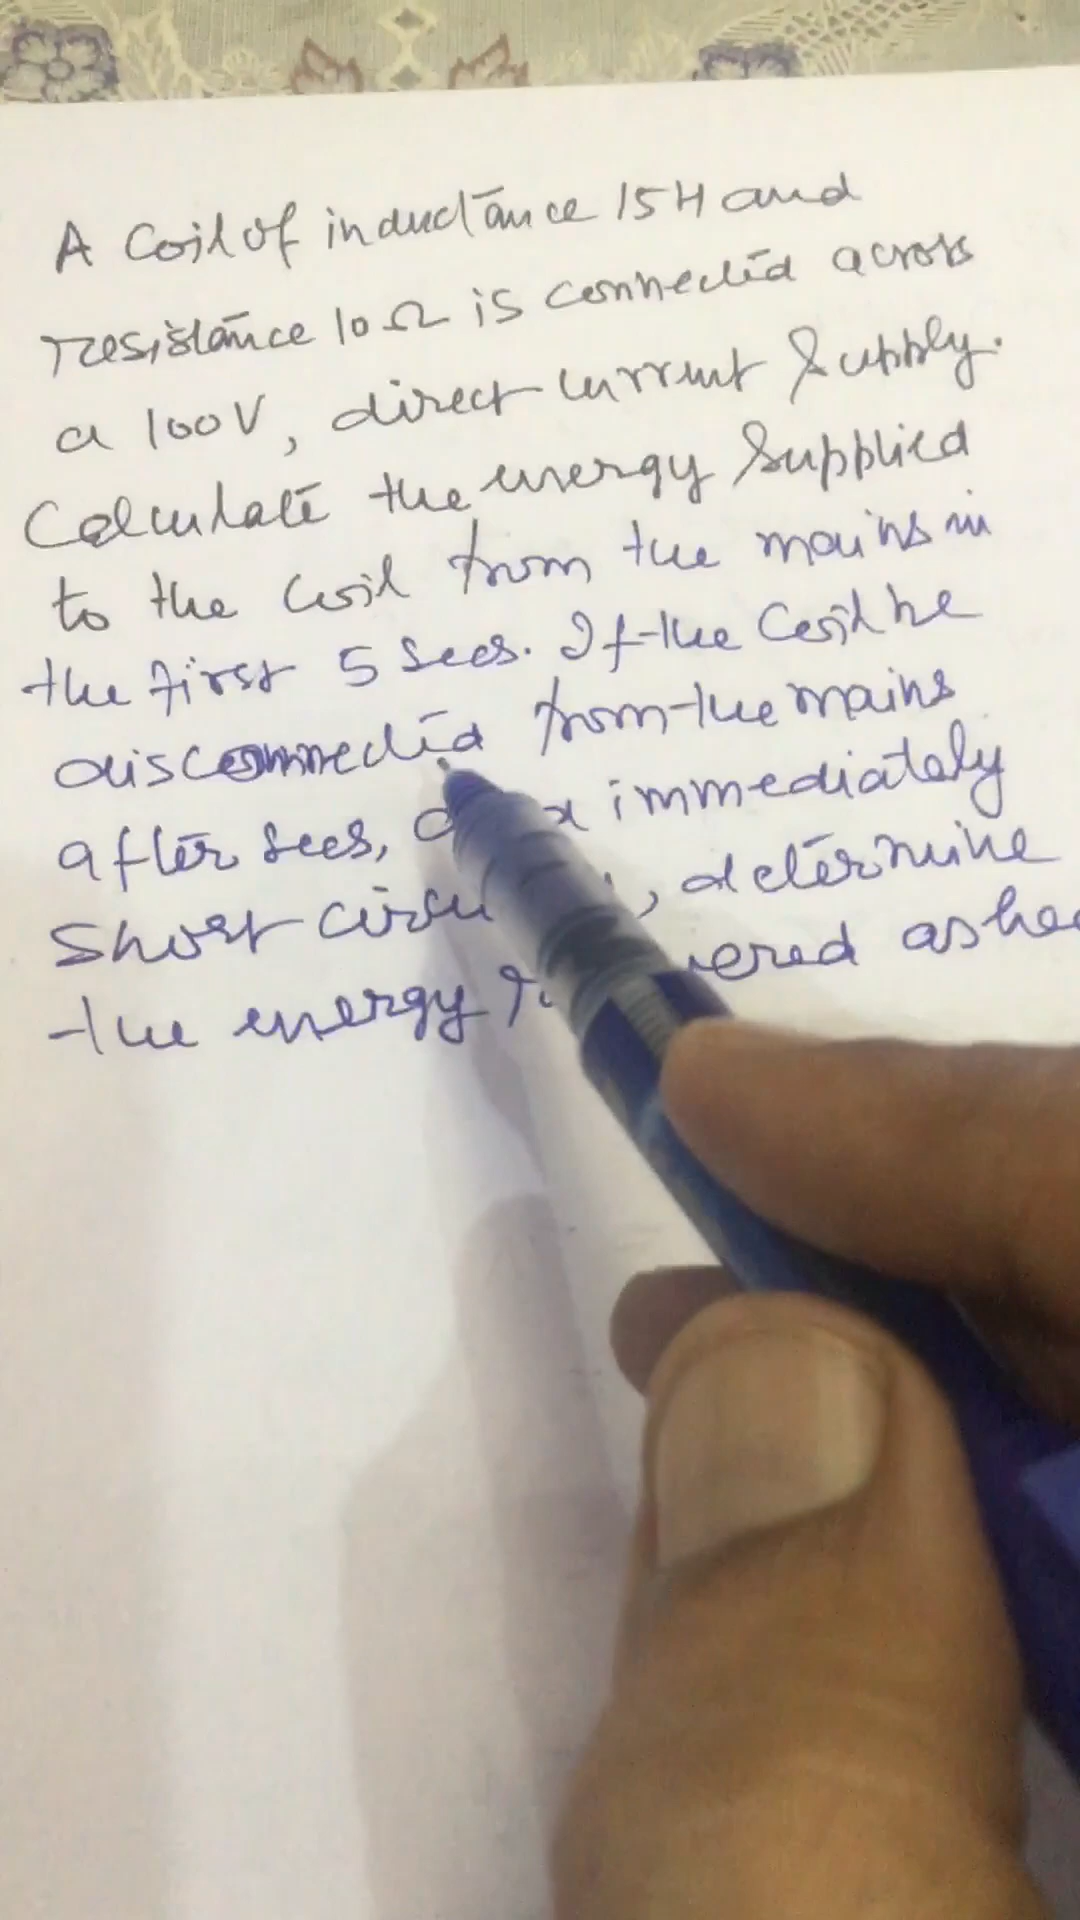 A Coil of inductance 15H and
resistance 10Ω is connected across
a 100V, direct current Supply.
Calculate the energy Supplied
to the Coil from the mains in
the first 5 Secs. If the Coil be
disconnected from the mains
after secs, immediately
Short , determine
the energy as heat